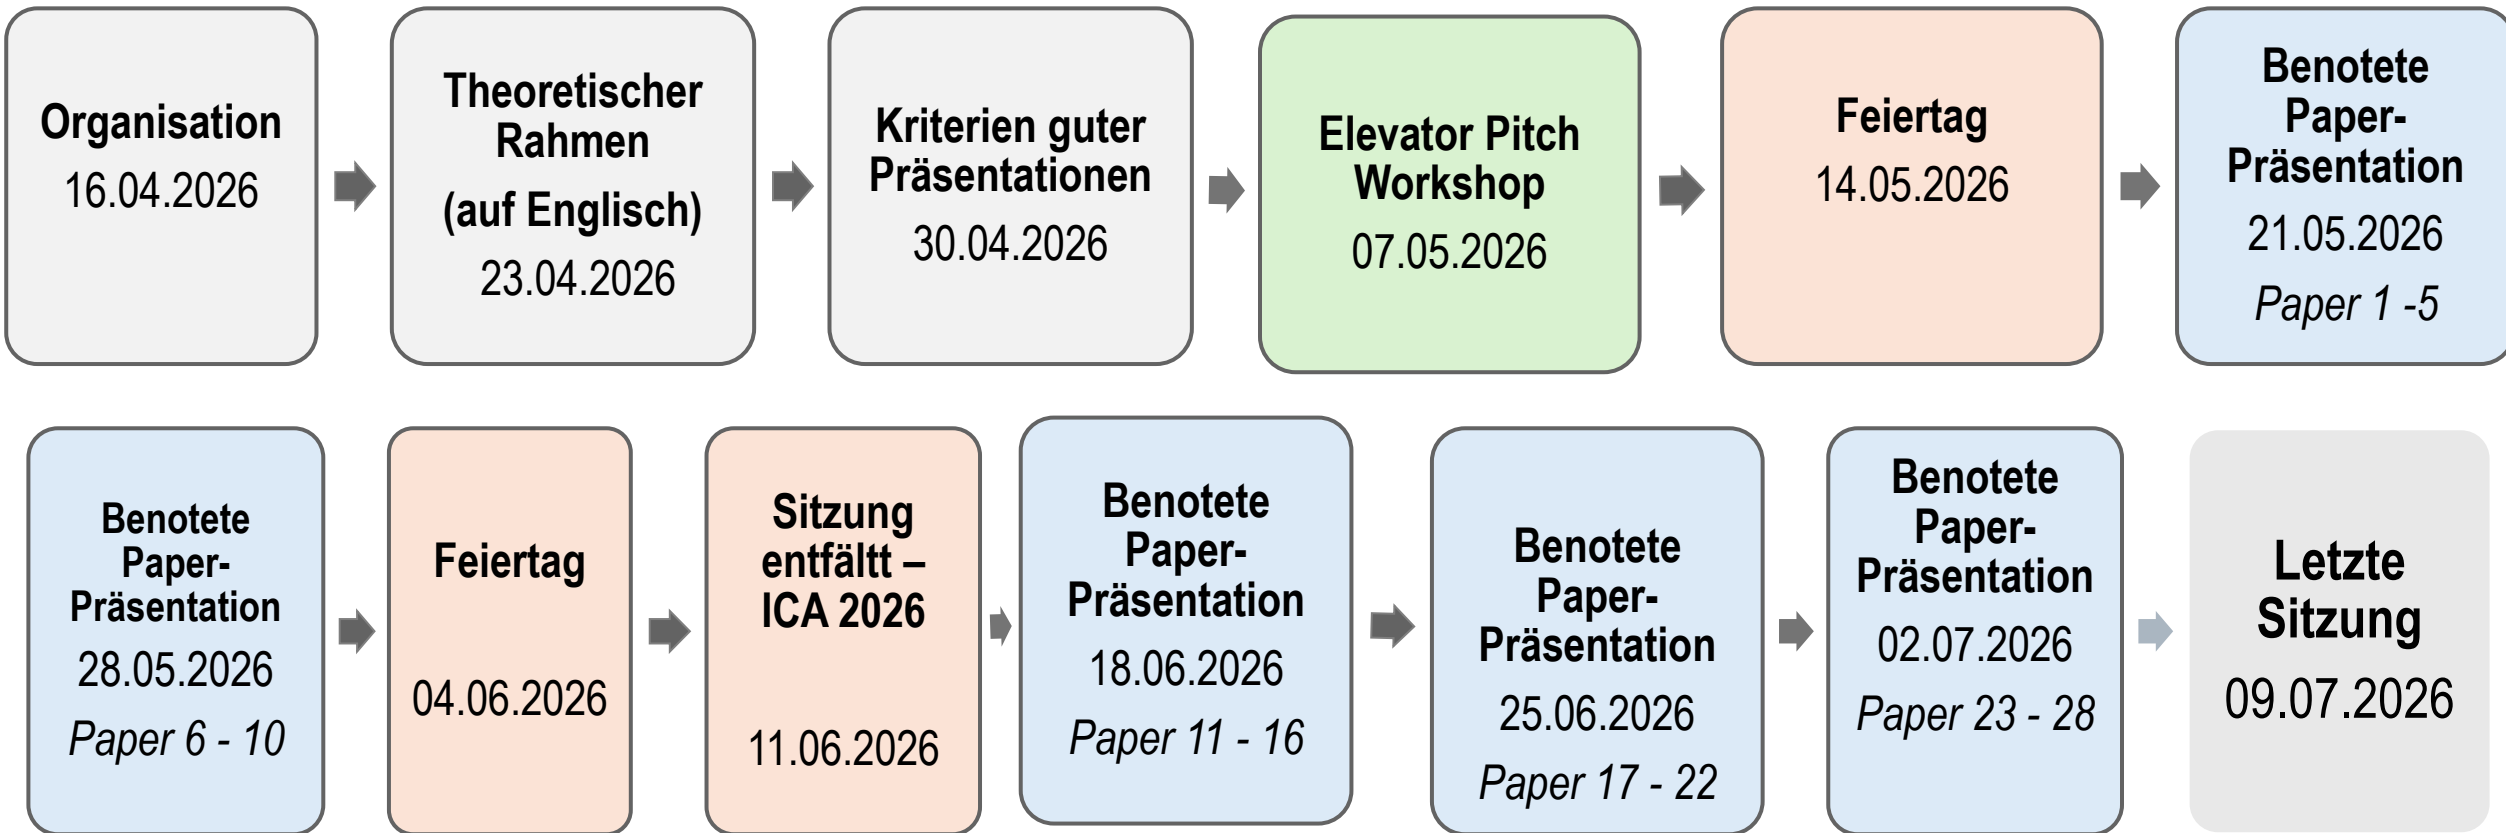 Organisation
16.04.2026
Theoretischer
Rahmen
(auf Englisch)
23.04.2026
Kriterien guter
Präsentationen
30.04.2026
Elevator Pitch
Workshop
07.05.2026
Feiertag
14.05.2026
Benotete
Paper-
Präsentation
21.05.2026
Paper 1 -5
Benotete
Paper-
Präsentation
28.05.2026
Paper 6 - 10
Feiertag
04.06.2026
Sitzung
entfältt –
ICA 2026
11.06.2026
Benotete
Paper-
Präsentation
18.06.2026
Paper 11 - 16
Benotete
Paper-
Präsentation
25.06.2026
Paper 17 - 22
Benotete
Paper-
Präsentation
02.07.2026
Paper 23 - 28
Letzte
Sitzung
09.07.2026